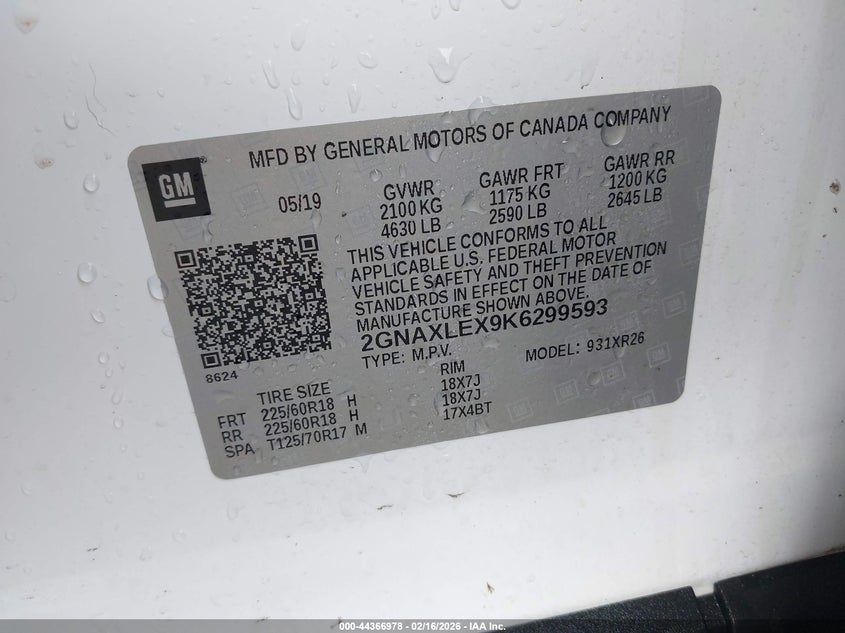 MFD BY GENERAL MOTORS OF CANADA COMPANY
GM
05/19
GVWR GAWR FRT GAWR RR
2100 KG 1175 KG 1200 KG
4630 LB 2590 LB 2645 LB
THIS VEHICLE CONFORMS TO ALL
APPLICABLE U.S. FEDERAL MOTOR
VEHICLE SAFETY AND THEFT PREVENTION
STANDARDS IN EFFECT ON THE DATE OF
MANUFACTURE SHOWN ABOVE.
2GNAXLEX9K6299593
TYPE: M.P.V. MODEL: 931XR26
8624
TIRE SIZE RIM
FRT 225/60R18 H 18X7J
RR 225/60R18 H 18X7J
SPA T125/70R17 M 17X4BT
000-44366978 - 02/16/2026 - IAA Inc.